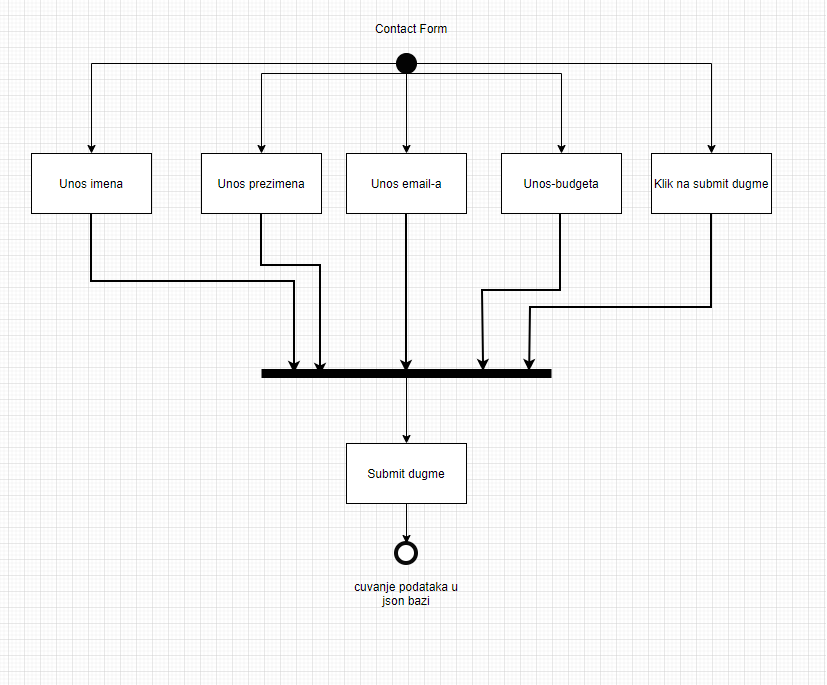 Contact Form
Unos imena
Unos prezimena
Unos email-a
Unos-budgeta
Klik na submit dugme
Submit dugme
cuvanje podataka u
json bazi